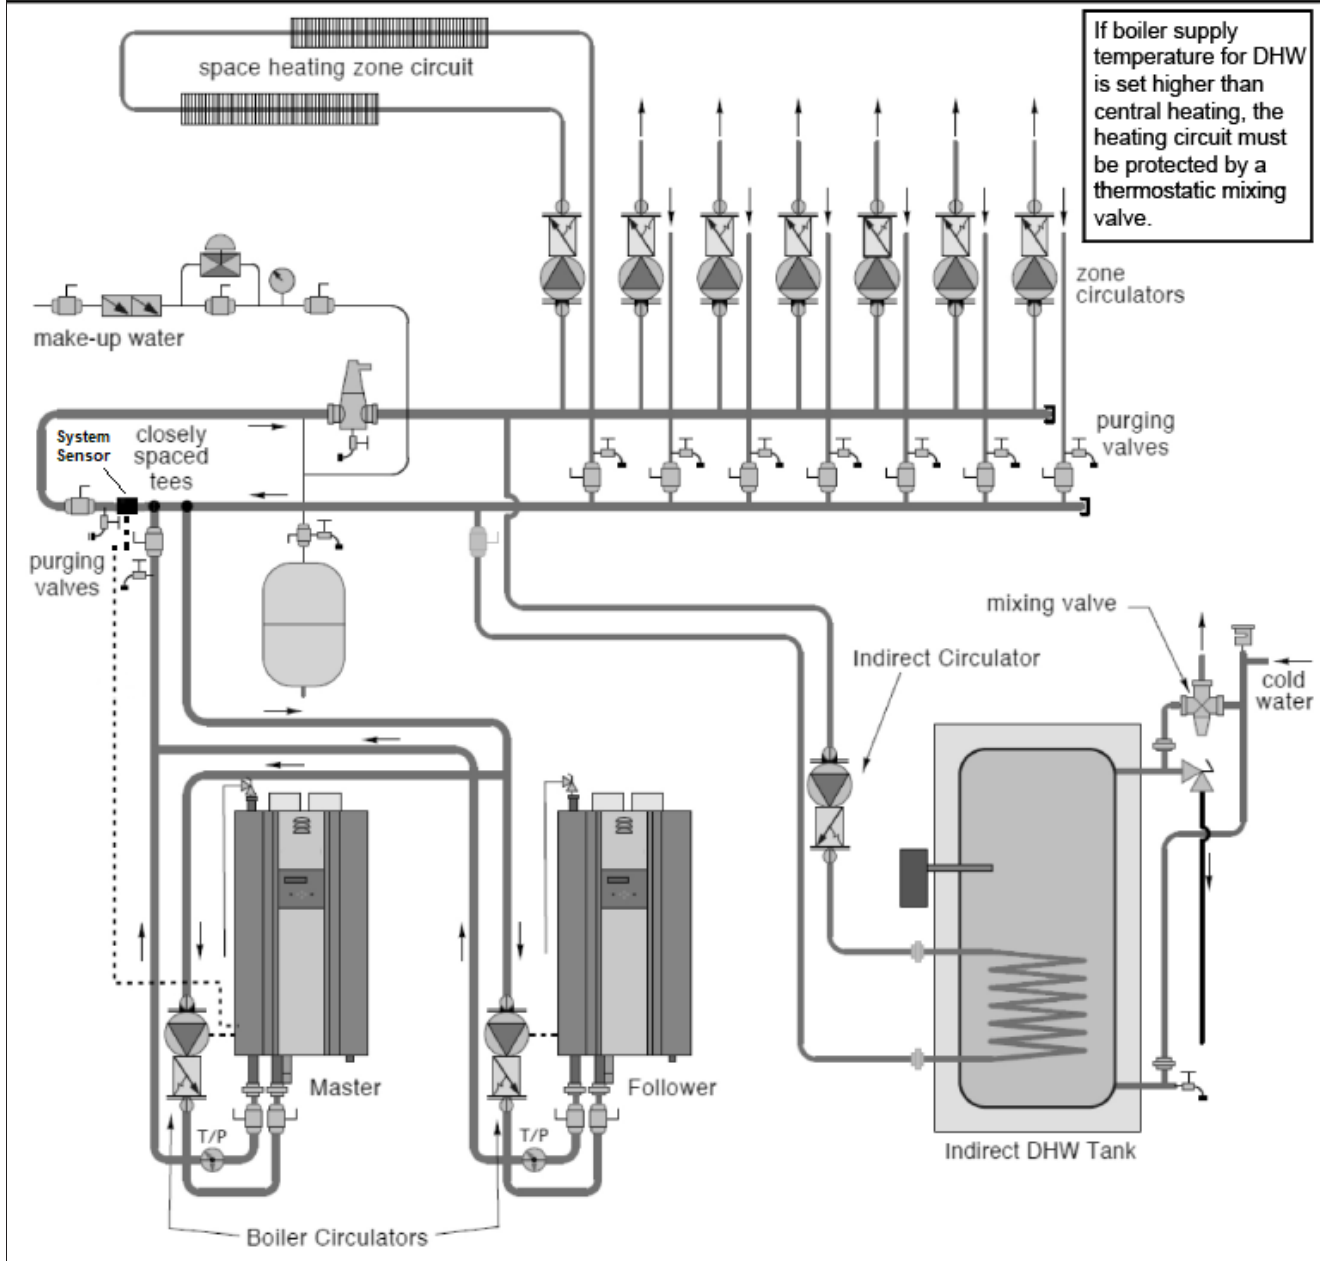 If boiler supply
temperature for DHW
is set higher than
central heating, the
heating circuit must
be protected by a
thermostatic mixing
valve.
space heating zone circuit
zone
circulators
make-up water
System
Sensor
closely
spaced
tees
purging
valves
purging
valves
mixing valve
Indirect Circulator
cold
water
Master
Follower
T/P
T/P
Indirect DHW Tank
Boiler Circulators